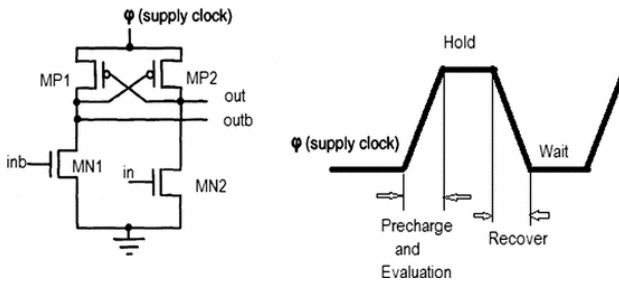 φ (supply clock)
MP1
MP2
out
outb
inb
MN1
in
MN2
Hold
φ (supply clock)
Wait
Precharge
and
Evaluation
Recover